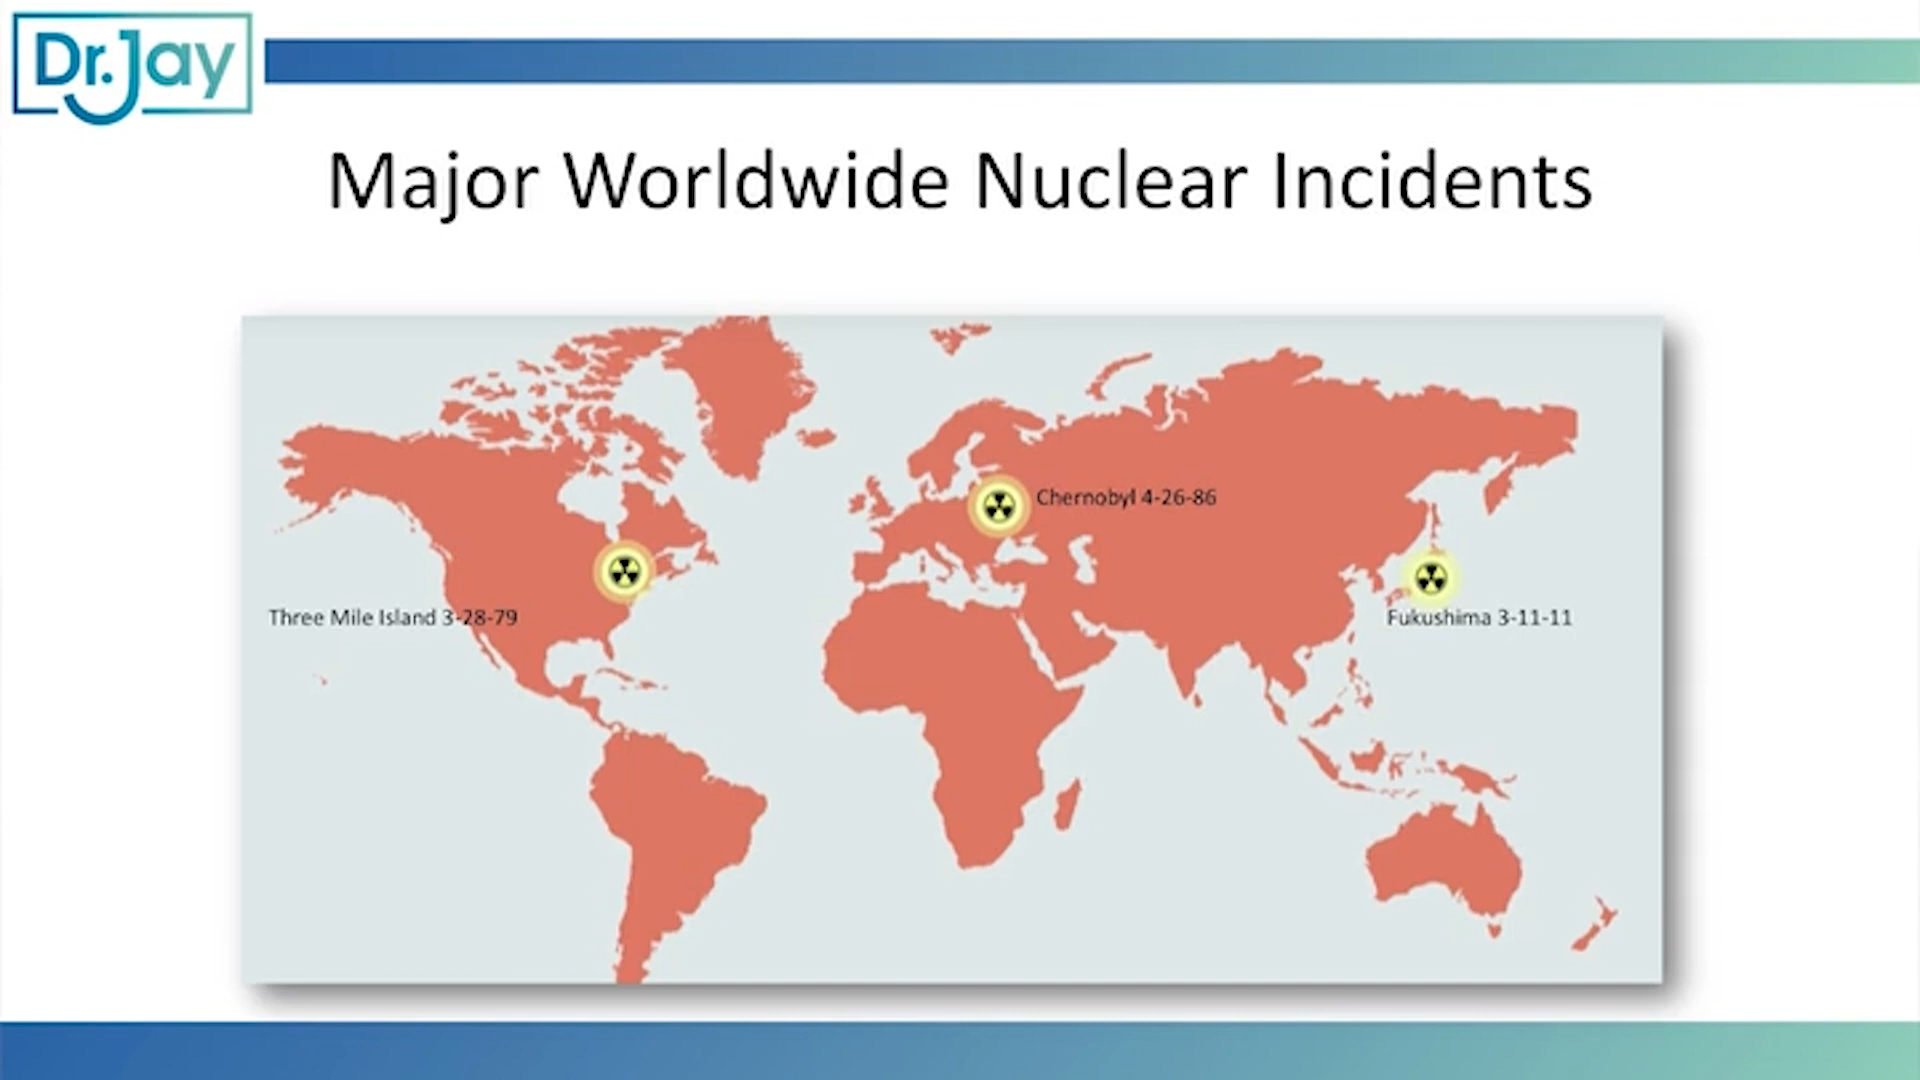 Dr. Jay
Major Worldwide Nuclear Incidents
Chernobyl 4-26-86
Three Mile Island 3-28-79
Fukushima 3-11-11